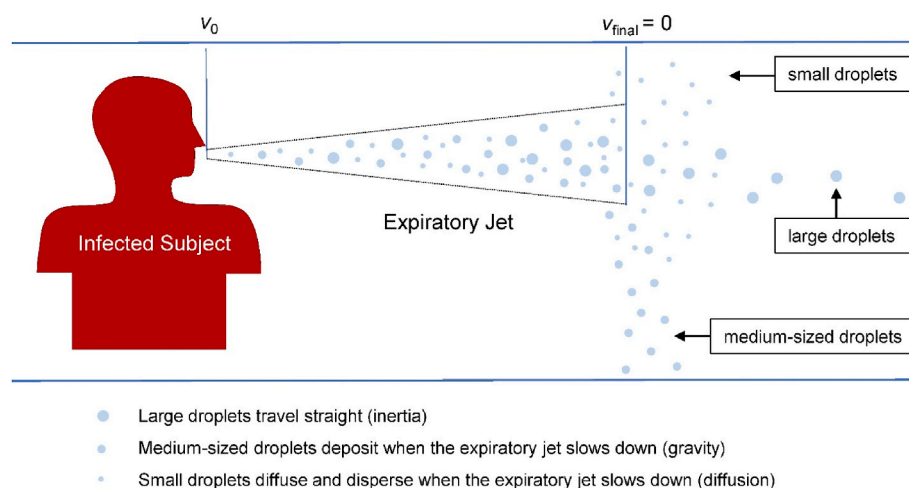 v0
vfinal = 0
small droplets
Infected Subject
Expiratory Jet
large droplets
medium-sized droplets
Large droplets travel straight (inertia)
Medium-sized droplets deposit when the expiratory jet slows down (gravity)
Small droplets diffuse and disperse when the expiratory jet slows down (diffusion)